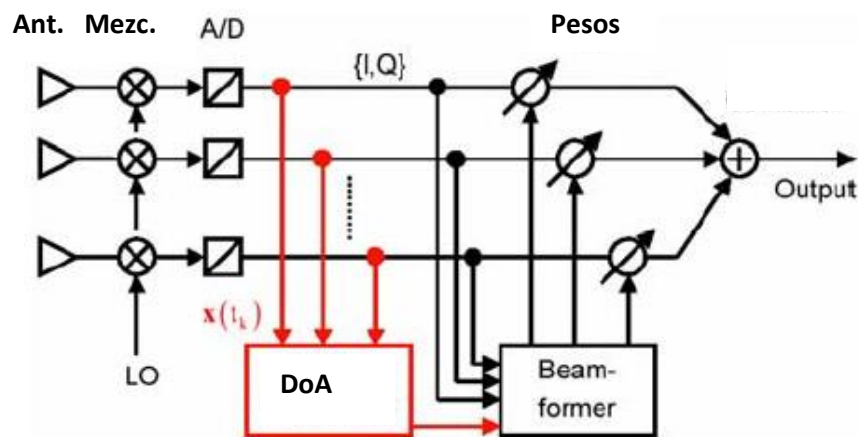 Ant. Mezc. A/D Pesos
{I,Q}
Output
x(tₖ)
LO
DoA
Beam-
former